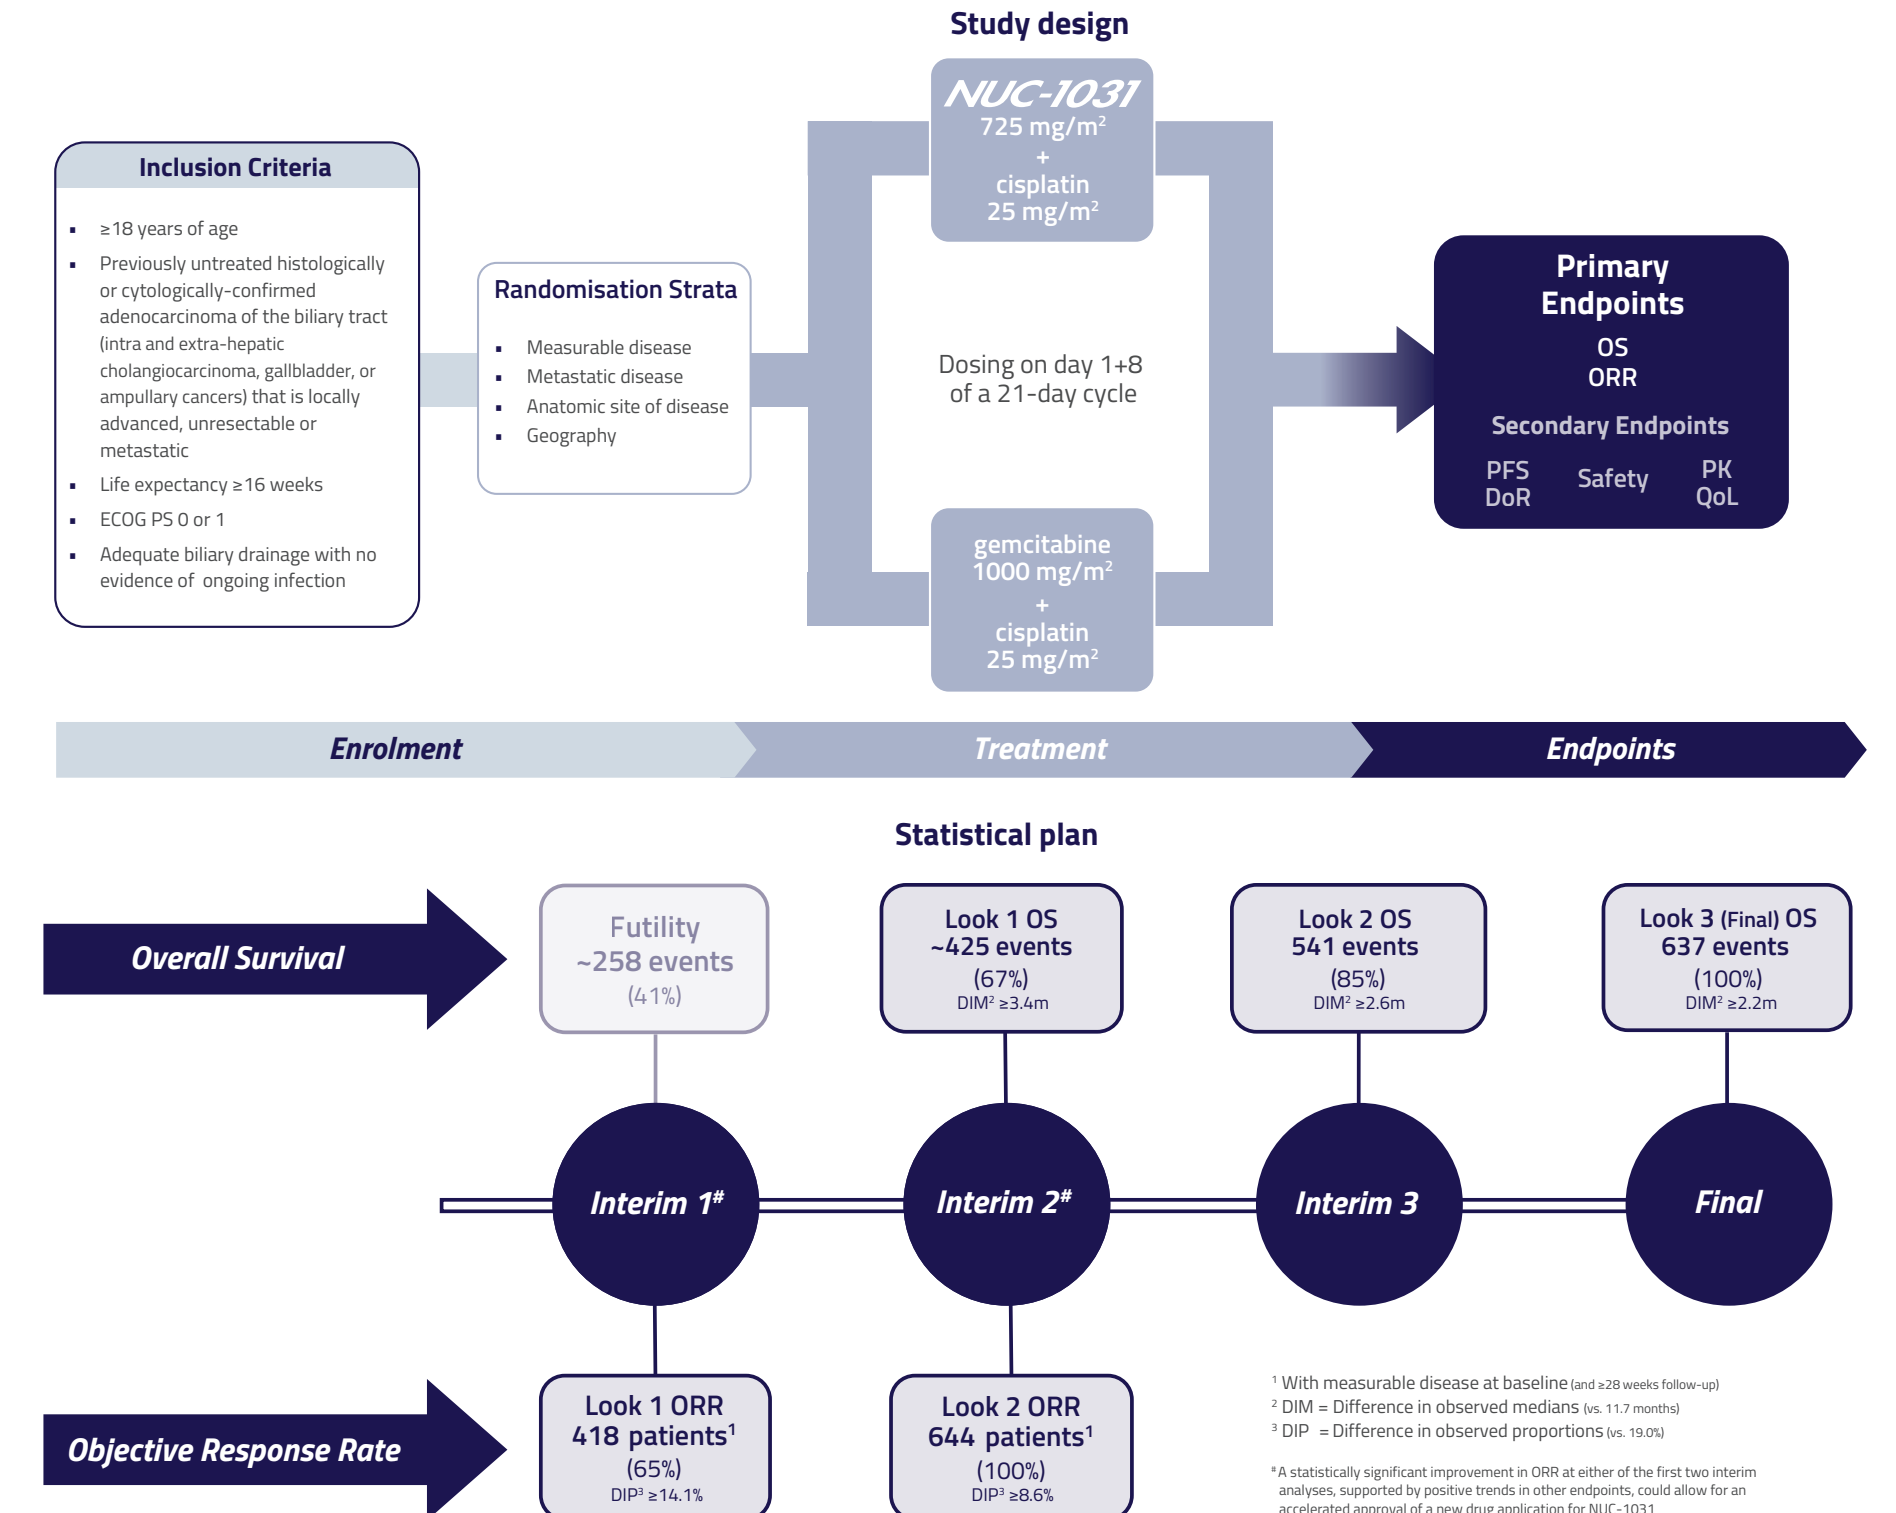 Study design
Inclusion Criteria
▪ ≥18 years of age
▪ Previously untreated histologically
or cytologically-confirmed
adenocarcinoma of the biliary tract
(intra and extra-hepatic
cholangiocarcinoma, gallbladder, or
ampullary cancers) that is locally
advanced, unresectable or
metastatic
▪ Life expectancy ≥16 weeks
▪ ECOG PS 0 or 1
▪ Adequate biliary drainage with no
evidence of ongoing infection
Randomisation Strata
▪ Measurable disease
▪ Metastatic disease
▪ Anatomic site of disease
▪ Geography
NUC-1031
725 mg/m²
+
cisplatin
25 mg/m²
Dosing on day 1+8
of a 21-day cycle
gemcitabine
1000 mg/m²
+
cisplatin
25 mg/m²
Primary
Endpoints
OS
ORR
Secondary Endpoints
PFS
DoR
Safety
PK
QoL
Enrolment
Treatment
Endpoints
Statistical plan
Overall Survival
Futility
~258 events
(41%)
Look 1 OS
~425 events
(67%)
DIM² ≥3.4m
Look 2 OS
541 events
(85%)
DIM² ≥2.6m
Look 3 (Final) OS
637 events
(100%)
DIM² ≥2.2m
Interim 1#
Interim 2#
Interim 3
Final
Objective Response Rate
Look 1 ORR
418 patients¹
(65%)
DIP³ ≥14.1%
Look 2 ORR
644 patients¹
(100%)
DIP³ ≥8.6%
¹ With measurable disease at baseline (and ≥28 weeks follow-up)
² DIM = Difference in observed medians (vs. 11.7 months)
³ DIP = Difference in observed proportions (vs. 19.0%)
# A statistically significant improvement in ORR at either of the first two interim
analyses, supported by positive trends in other endpoints, could allow for an
accelerated approval of a new drug application for NUC-1031